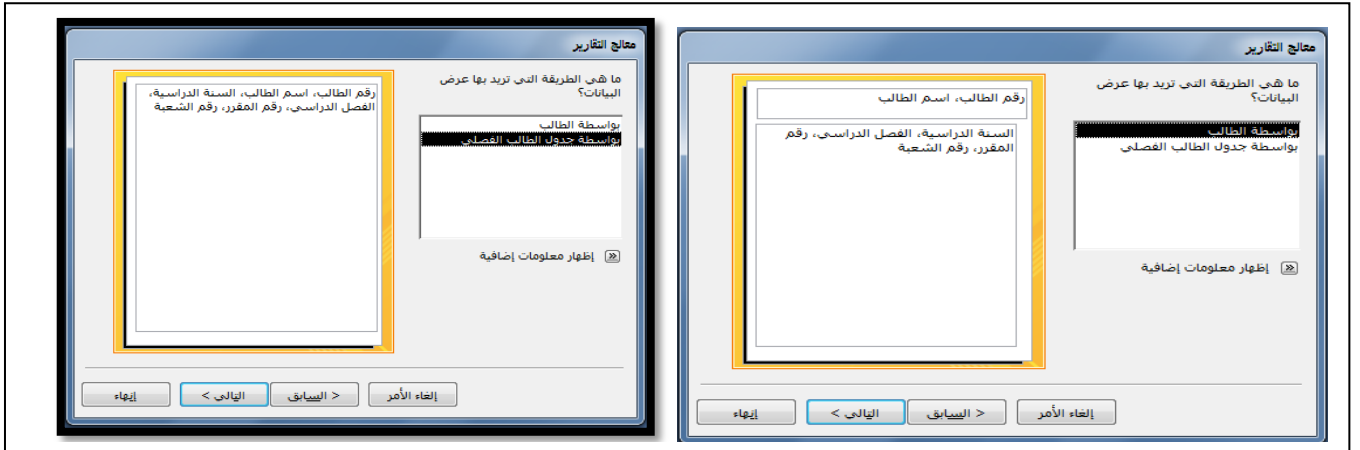 معالج التقارير
ما هي الطريقة التي تريد بها عرض
البيانات؟
بواسطة الطالب
بواسطة جدول الطالب الفصلي
إظهار معلومات إضافية
رقم الطالب، اسم الطالب
السنة الدراسية، الفصل الدراسي، رقم
المقرر، رقم الشعبة
إلغاء الأمر
< السابق
التالي >
إنهاء
معالج التقارير
ما هي الطريقة التي تريد بها عرض
البيانات؟
بواسطة الطالب
بواسطة جدول الطالب الفصلي
إظهار معلومات إضافية
رقم الطالب، اسم الطالب، السنة الدراسية،
الفصل الدراسي، رقم المقرر، رقم الشعبة
إلغاء الأمر
< السابق
التالي >
إنهاء